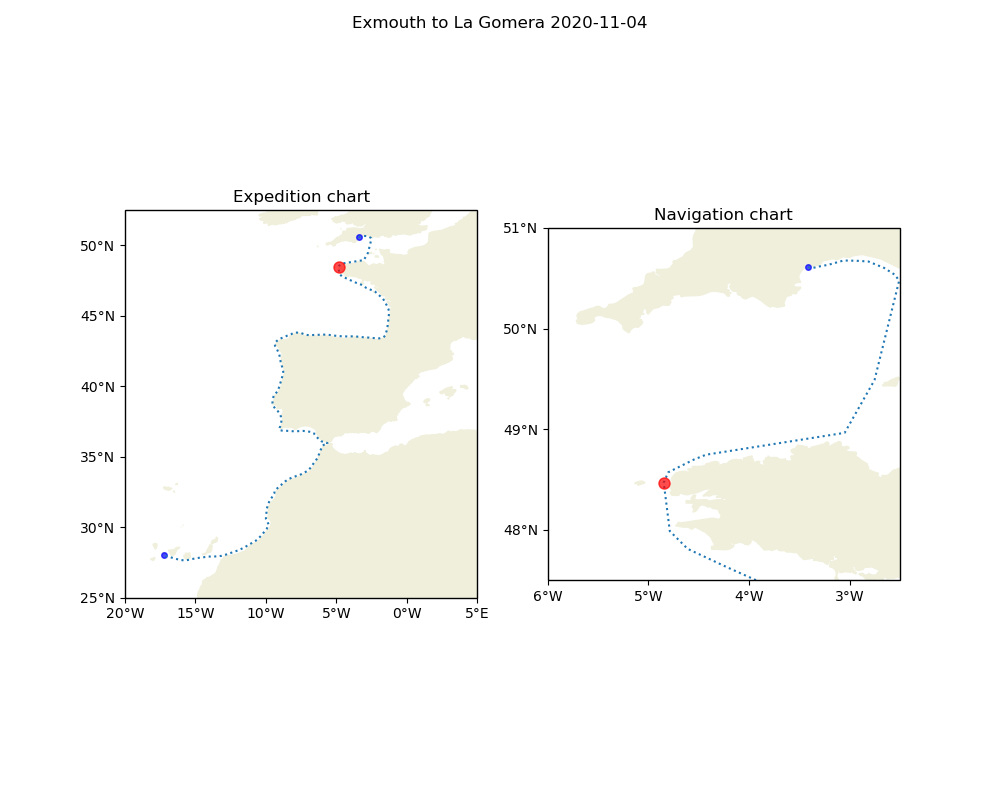 Exmouth to La Gomera 2020-11-04
Expedition chart
50°N
45°N
40°N
35°N
30°N
25°N
20°W
15°W
10°W
5°W
0°W
5°E
Navigation chart
51°N
50°N
49°N
48°N
6°W
5°W
4°W
3°W